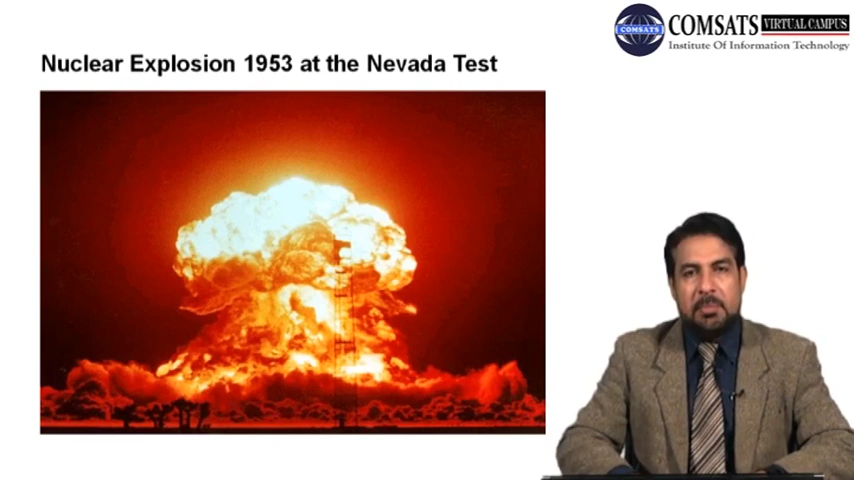 COMSATS VIRTUAL CAMPUS
Institute Of Information Technology
COMSATS
Nuclear Explosion 1953 at the Nevada Test